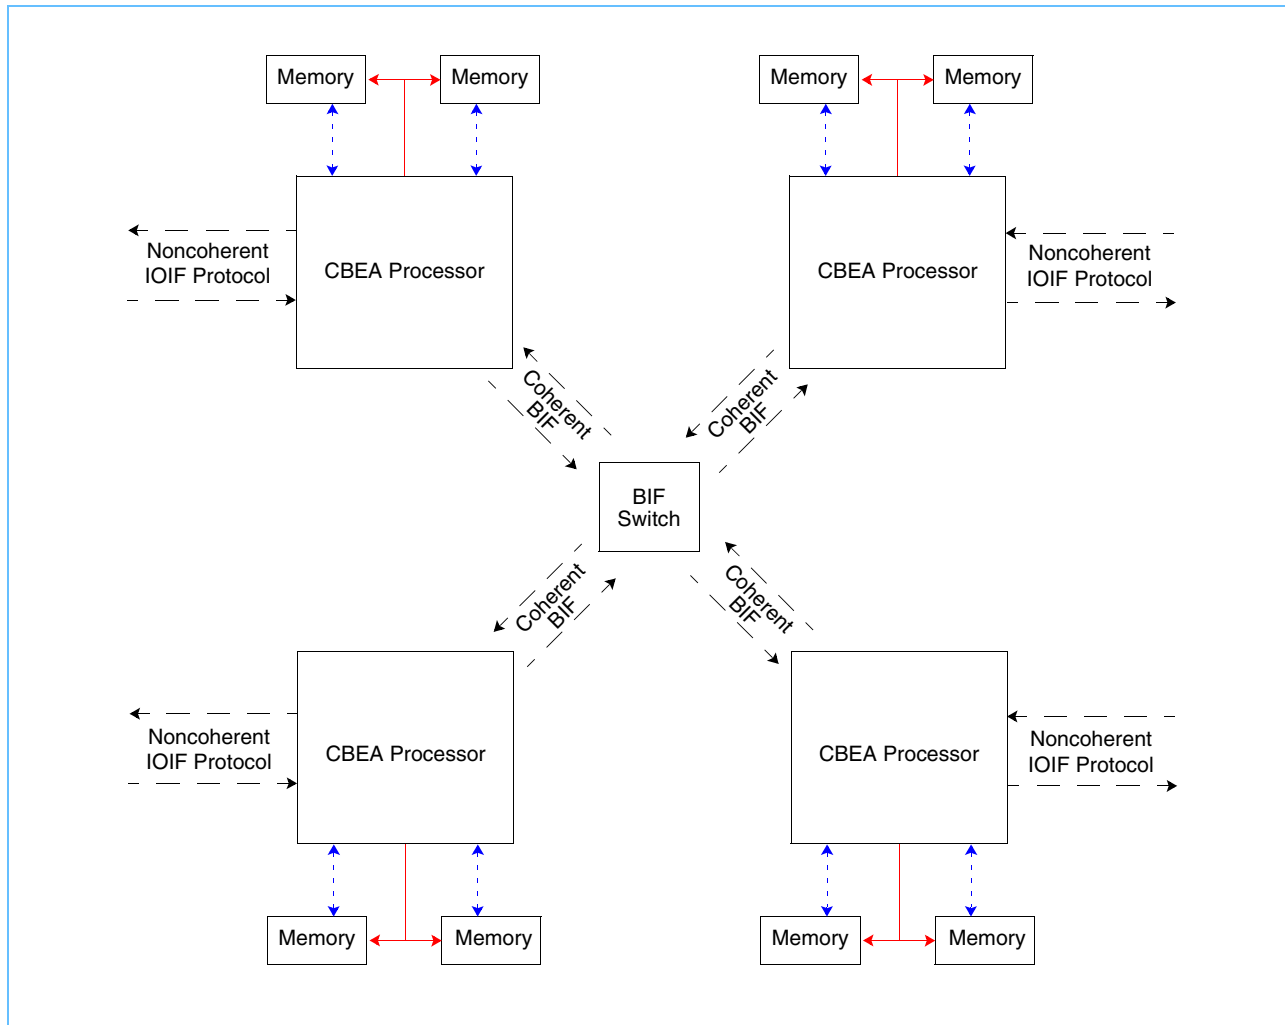 Memory
Memory
Memory
Memory
Noncoherent
IOIF Protocol
CBEA Processor
CBEA Processor
Noncoherent
IOIF Protocol
Coherent
BIF
Coherent
BIF
BIF
Switch
Coherent
BIF
Coherent
BIF
Noncoherent
IOIF Protocol
CBEA Processor
CBEA Processor
Noncoherent
IOIF Protocol
Memory
Memory
Memory
Memory